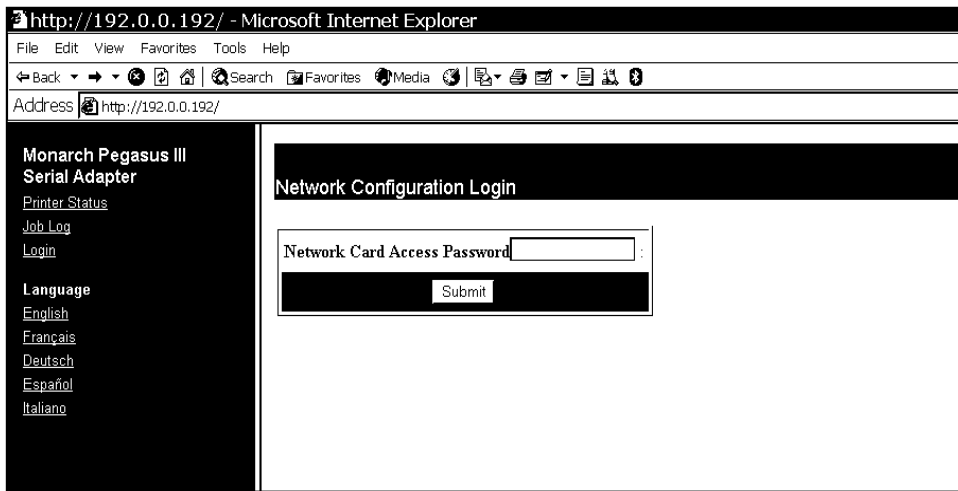 http://192.0.0.192/ - Microsoft Internet Explorer
File Edit View Favorites Tools Help
Back Search Favorites Media
Address http://192.0.0.192/
Monarch Pegasus III
Serial Adapter
Printer Status
Job Log
Login
Language
English
Français
Deutsch
Español
Italiano
Network Configuration Login
Network Card Access Password :
Submit